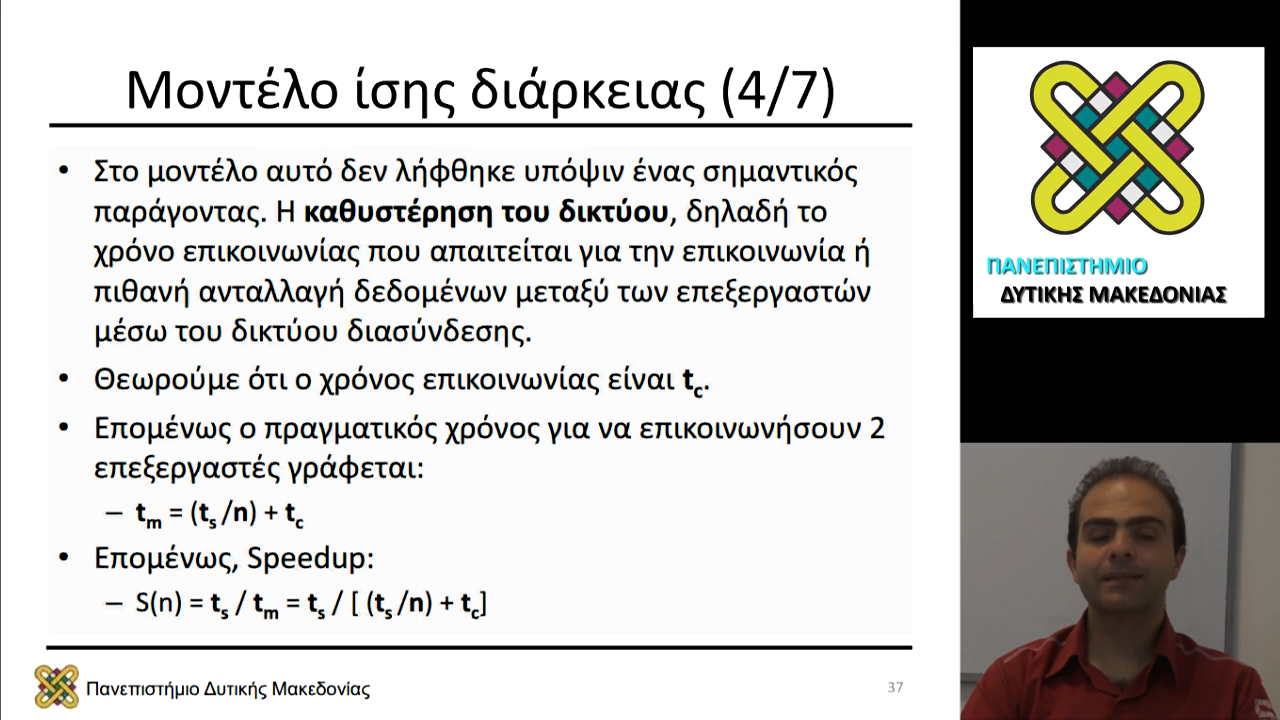 Μοντέλο ίσης διάρκειας (4/7)
• Στο μοντέλο αυτό δεν λήφθηκε υπόψιν ένας σημαντικός
παράγοντας. Η καθυστέρηση του δικτύου, δηλαδή το
χρόνο επικοινωνίας που απαιτείται για την επικοινωνία ή
πιθανή ανταλλαγή δεδομένων μεταξύ των επεξεργαστών
μέσω του δικτύου διασύνδεσης.
• Θεωρούμε ότι ο χρόνος επικοινωνίας είναι tc.
• Επομένως ο πραγματικός χρόνος για να επικοινωνήσουν 2
επεξεργαστές γράφεται:
– tm = (ts /n) + tc
• Επομένως, Speedup:
– S(n) = ts / tm = ts / [ (ts /n) + tc]
Πανεπιστήμιο Δυτικής Μακεδονίας
37
ΠΑΝΕΠΙΣΤΗΜΙΟ
ΔΥΤΙΚΗΣ ΜΑΚΕΔΟΝΙΑΣ